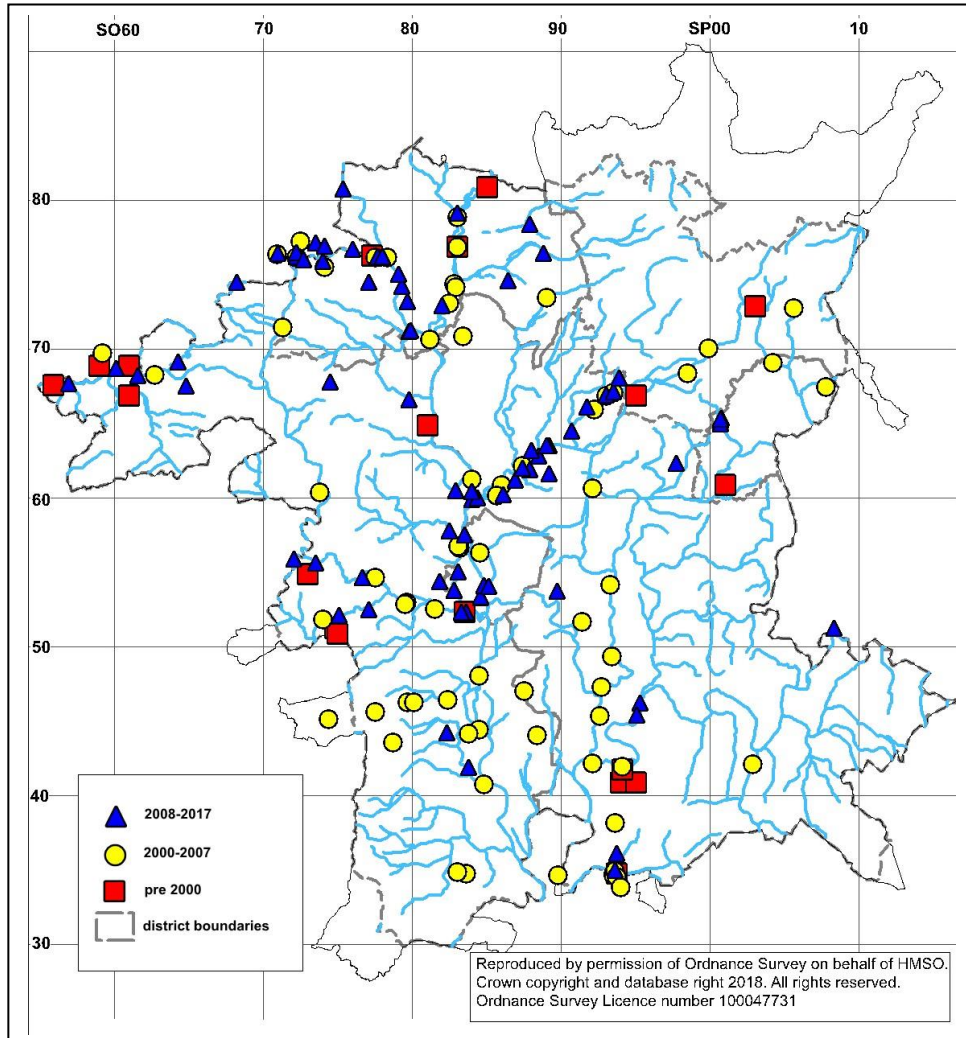 SO60 70 80 90 SP00 10
80
70
60
50
40
30
2008-2017
2000-2007
pre 2000
district boundaries
Reproduced by permission of Ordnance Survey on behalf of HMSO.
Crown copyright and database right 2018. All rights reserved.
Ordnance Survey Licence number 100047731